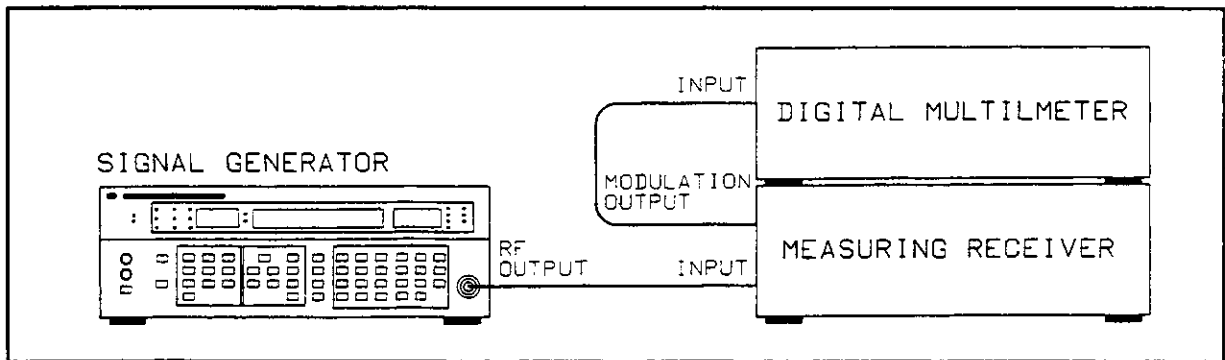 INPUT
DIGITAL MULTILMETER
SIGNAL GENERATOR
MODULATION
OUTPUT
RF
OUTPUT
INPUT
MEASURING RECEIVER